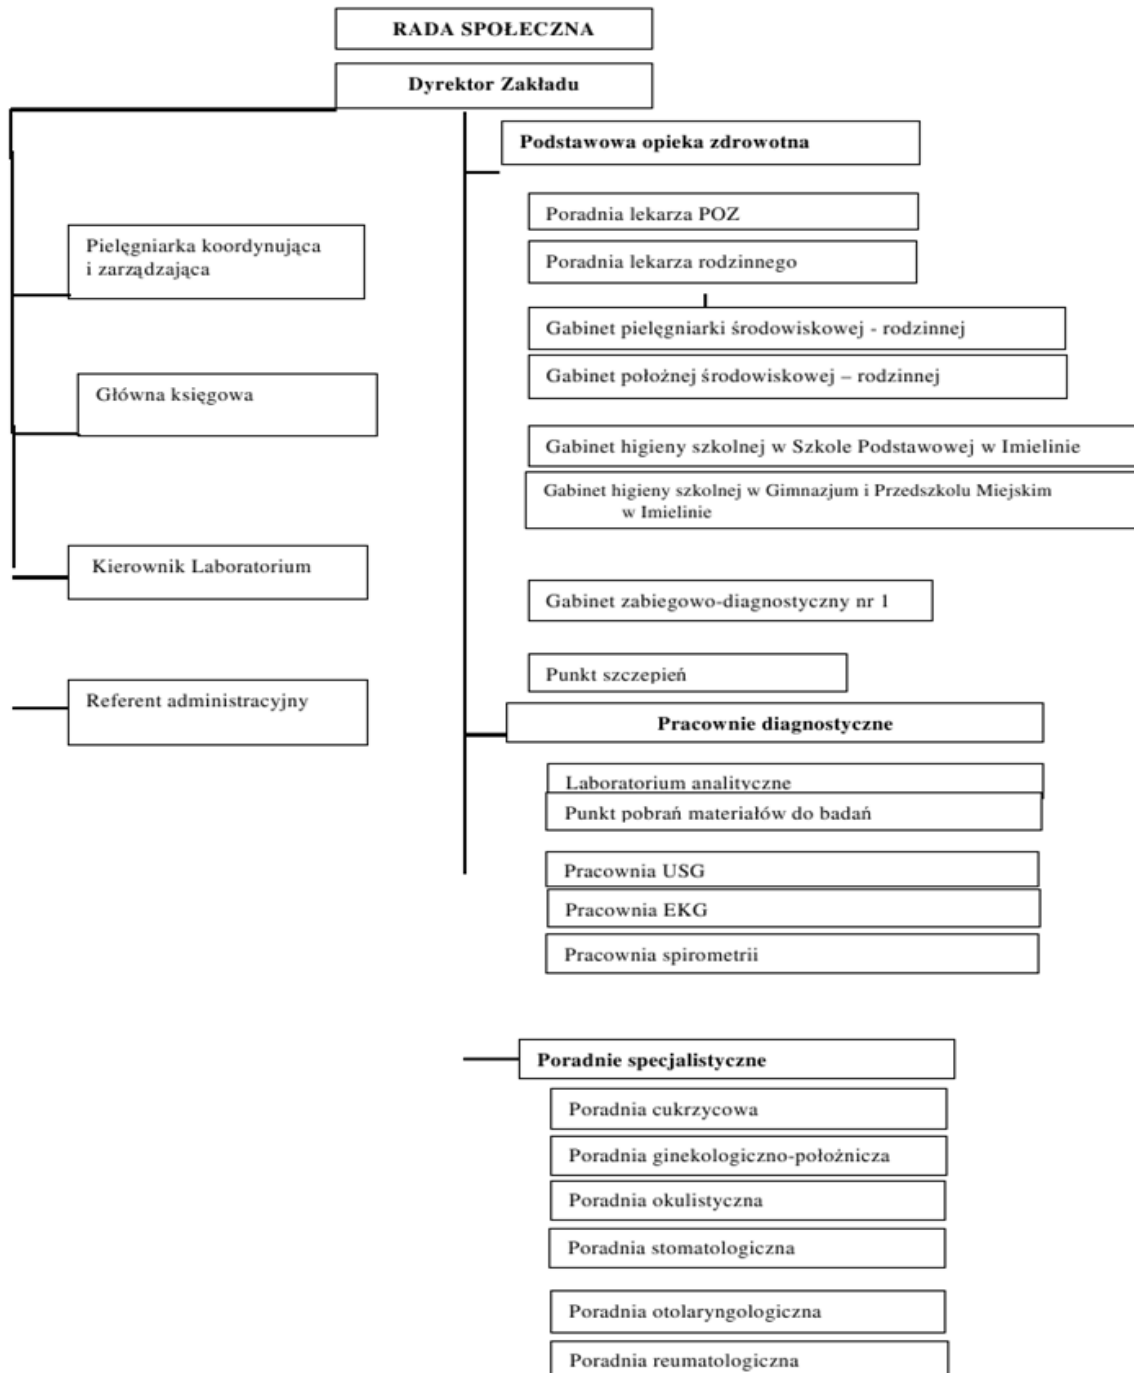 RADA SPOŁECZNA
Dyrektor Zakładu
Pielęgniarka koordynująca
i zarządzająca
Główna księgowa
Kierownik Laboratorium
Referent administracyjny
Podstawowa opieka zdrowotna
Poradnia lekarza POZ
Poradnia lekarza rodzinnego
Gabinet pielęgniarki środowiskowej - rodzinnej
Gabinet położnej środowiskowej – rodzinnej
Gabinet higieny szkolnej w Szkole Podstawowej w Imielinie
Gabinet higieny szkolnej w Gimnazjum i Przedszkolu Miejskim
w Imielinie
Gabinet zabiegowo-diagnostyczny nr 1
Punkt szczepień
Pracownie diagnostyczne
Laboratorium analityczne
Punkt pobrań materiałów do badań
Pracownia USG
Pracownia EKG
Pracownia spirometrii
Poradnie specjalistyczne
Poradnia cukrzycowa
Poradnia ginekologiczno-położnicza
Poradnia okulistyczna
Poradnia stomatologiczna
Poradnia otolaryngologiczna
Poradnia reumatologiczna